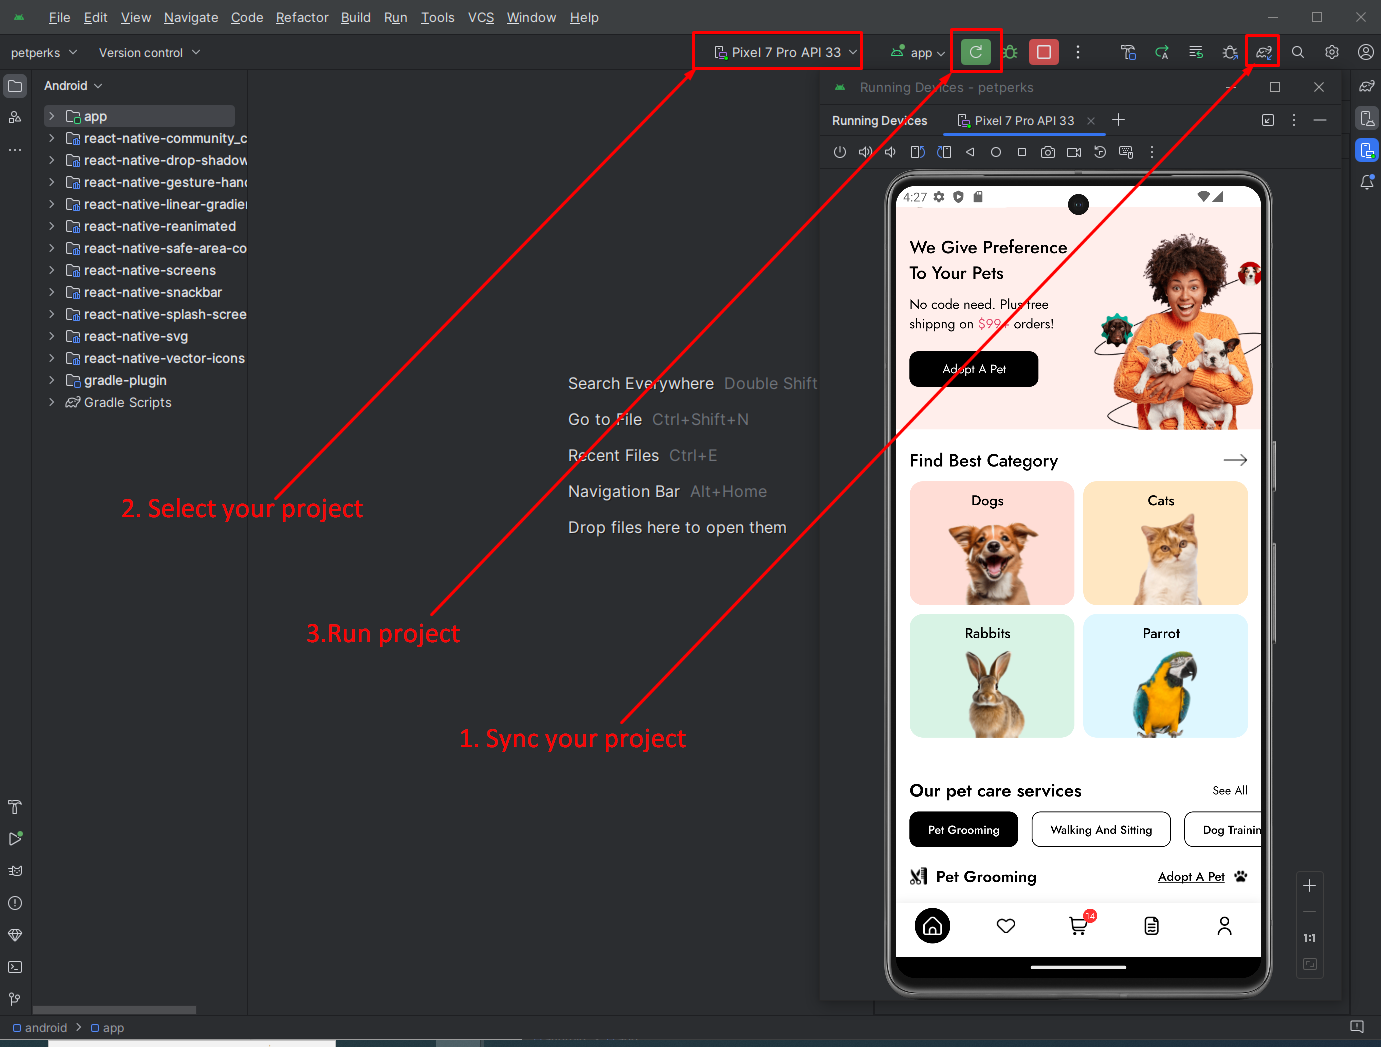 File Edit View Navigate Code Refactor Build Run Tools VCS Window Help
petperks Version control Pixel 7 Pro API 33 app
Android
app
react-native-community_c
react-native-drop-shadow
react-native-gesture-han
react-native-linear-gradie
react-native-reanimated
react-native-safe-area-co
react-native-screens
react-native-snackbar
react-native-splash-scree
react-native-svg
react-native-vector-icons
gradle-plugin
Gradle Scripts
Search Everywhere Double Shift
Go to File Ctrl+Shift+N
Recent Files Ctrl+E
Navigation Bar Alt+Home
Drop files here to open them
2. Select your project
3.Run project
1. Sync your project
Running Devices - petperks
Running Devices Pixel 7 Pro API 33
4:27
We Give Preference
To Your Pets
No code need. Plus free
shippng on $99+ orders!
Adopt A Pet
Find Best Category
Dogs Cats
Rabbits Parrot
Our pet care services See All
Pet Grooming Walking And Sitting Dog Trainin
Pet Grooming Adopt A Pet
14
1:1
android app